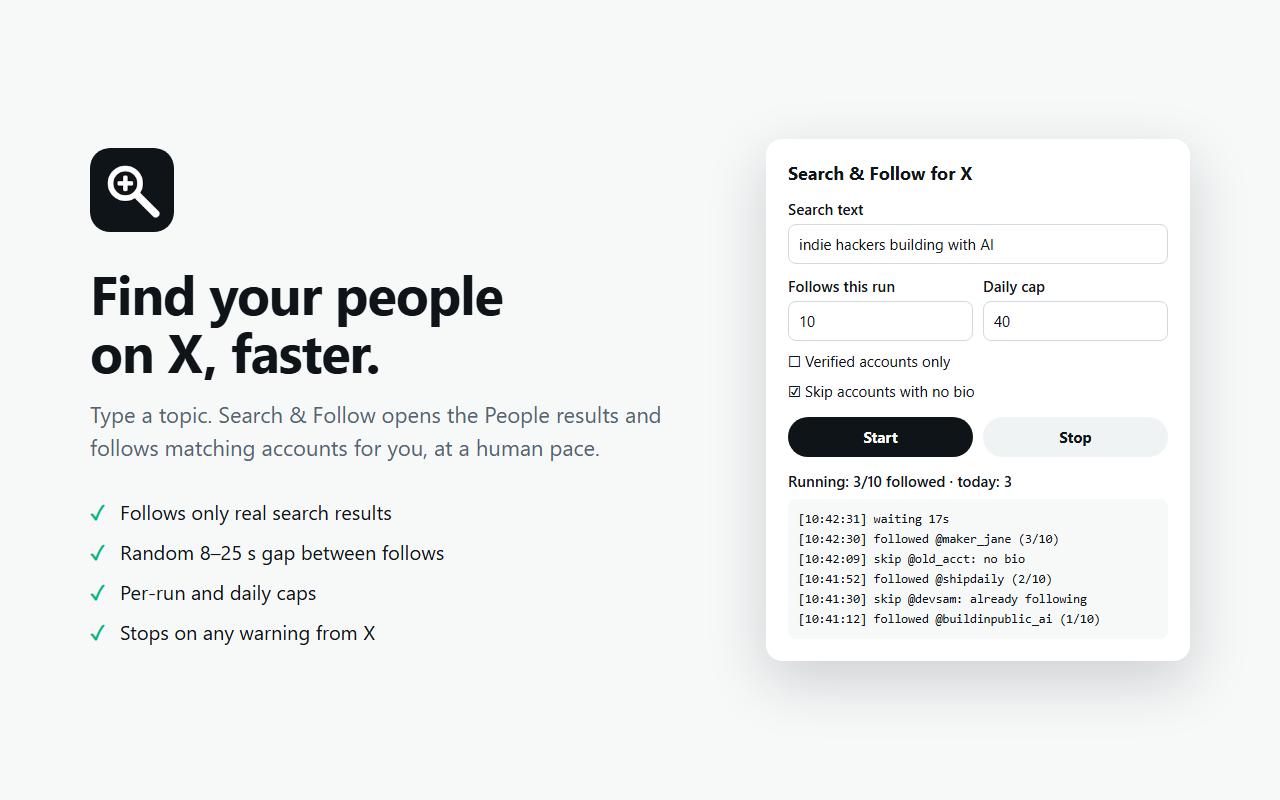 Find your people
on X, faster.
Type a topic. Search & Follow opens the People results and
follows matching accounts for you, at a human pace.
✓ Follows only real search results
✓ Random 8–25 s gap between follows
✓ Per-run and daily caps
✓ Stops on any warning from X
Search & Follow for X
Search text
indie hackers building with AI
Follows this run Daily cap
10 40
☐ Verified accounts only
☑ Skip accounts with no bio
Start Stop
Running: 3/10 followed · today: 3
[10:42:31] waiting 17s
[10:42:30] followed @maker_jane (3/10)
[10:42:09] skip @old_acct: no bio
[10:41:52] followed @shipdaily (2/10)
[10:41:30] skip @devsam: already following
[10:41:12] followed @buildinpublic_ai (1/10)